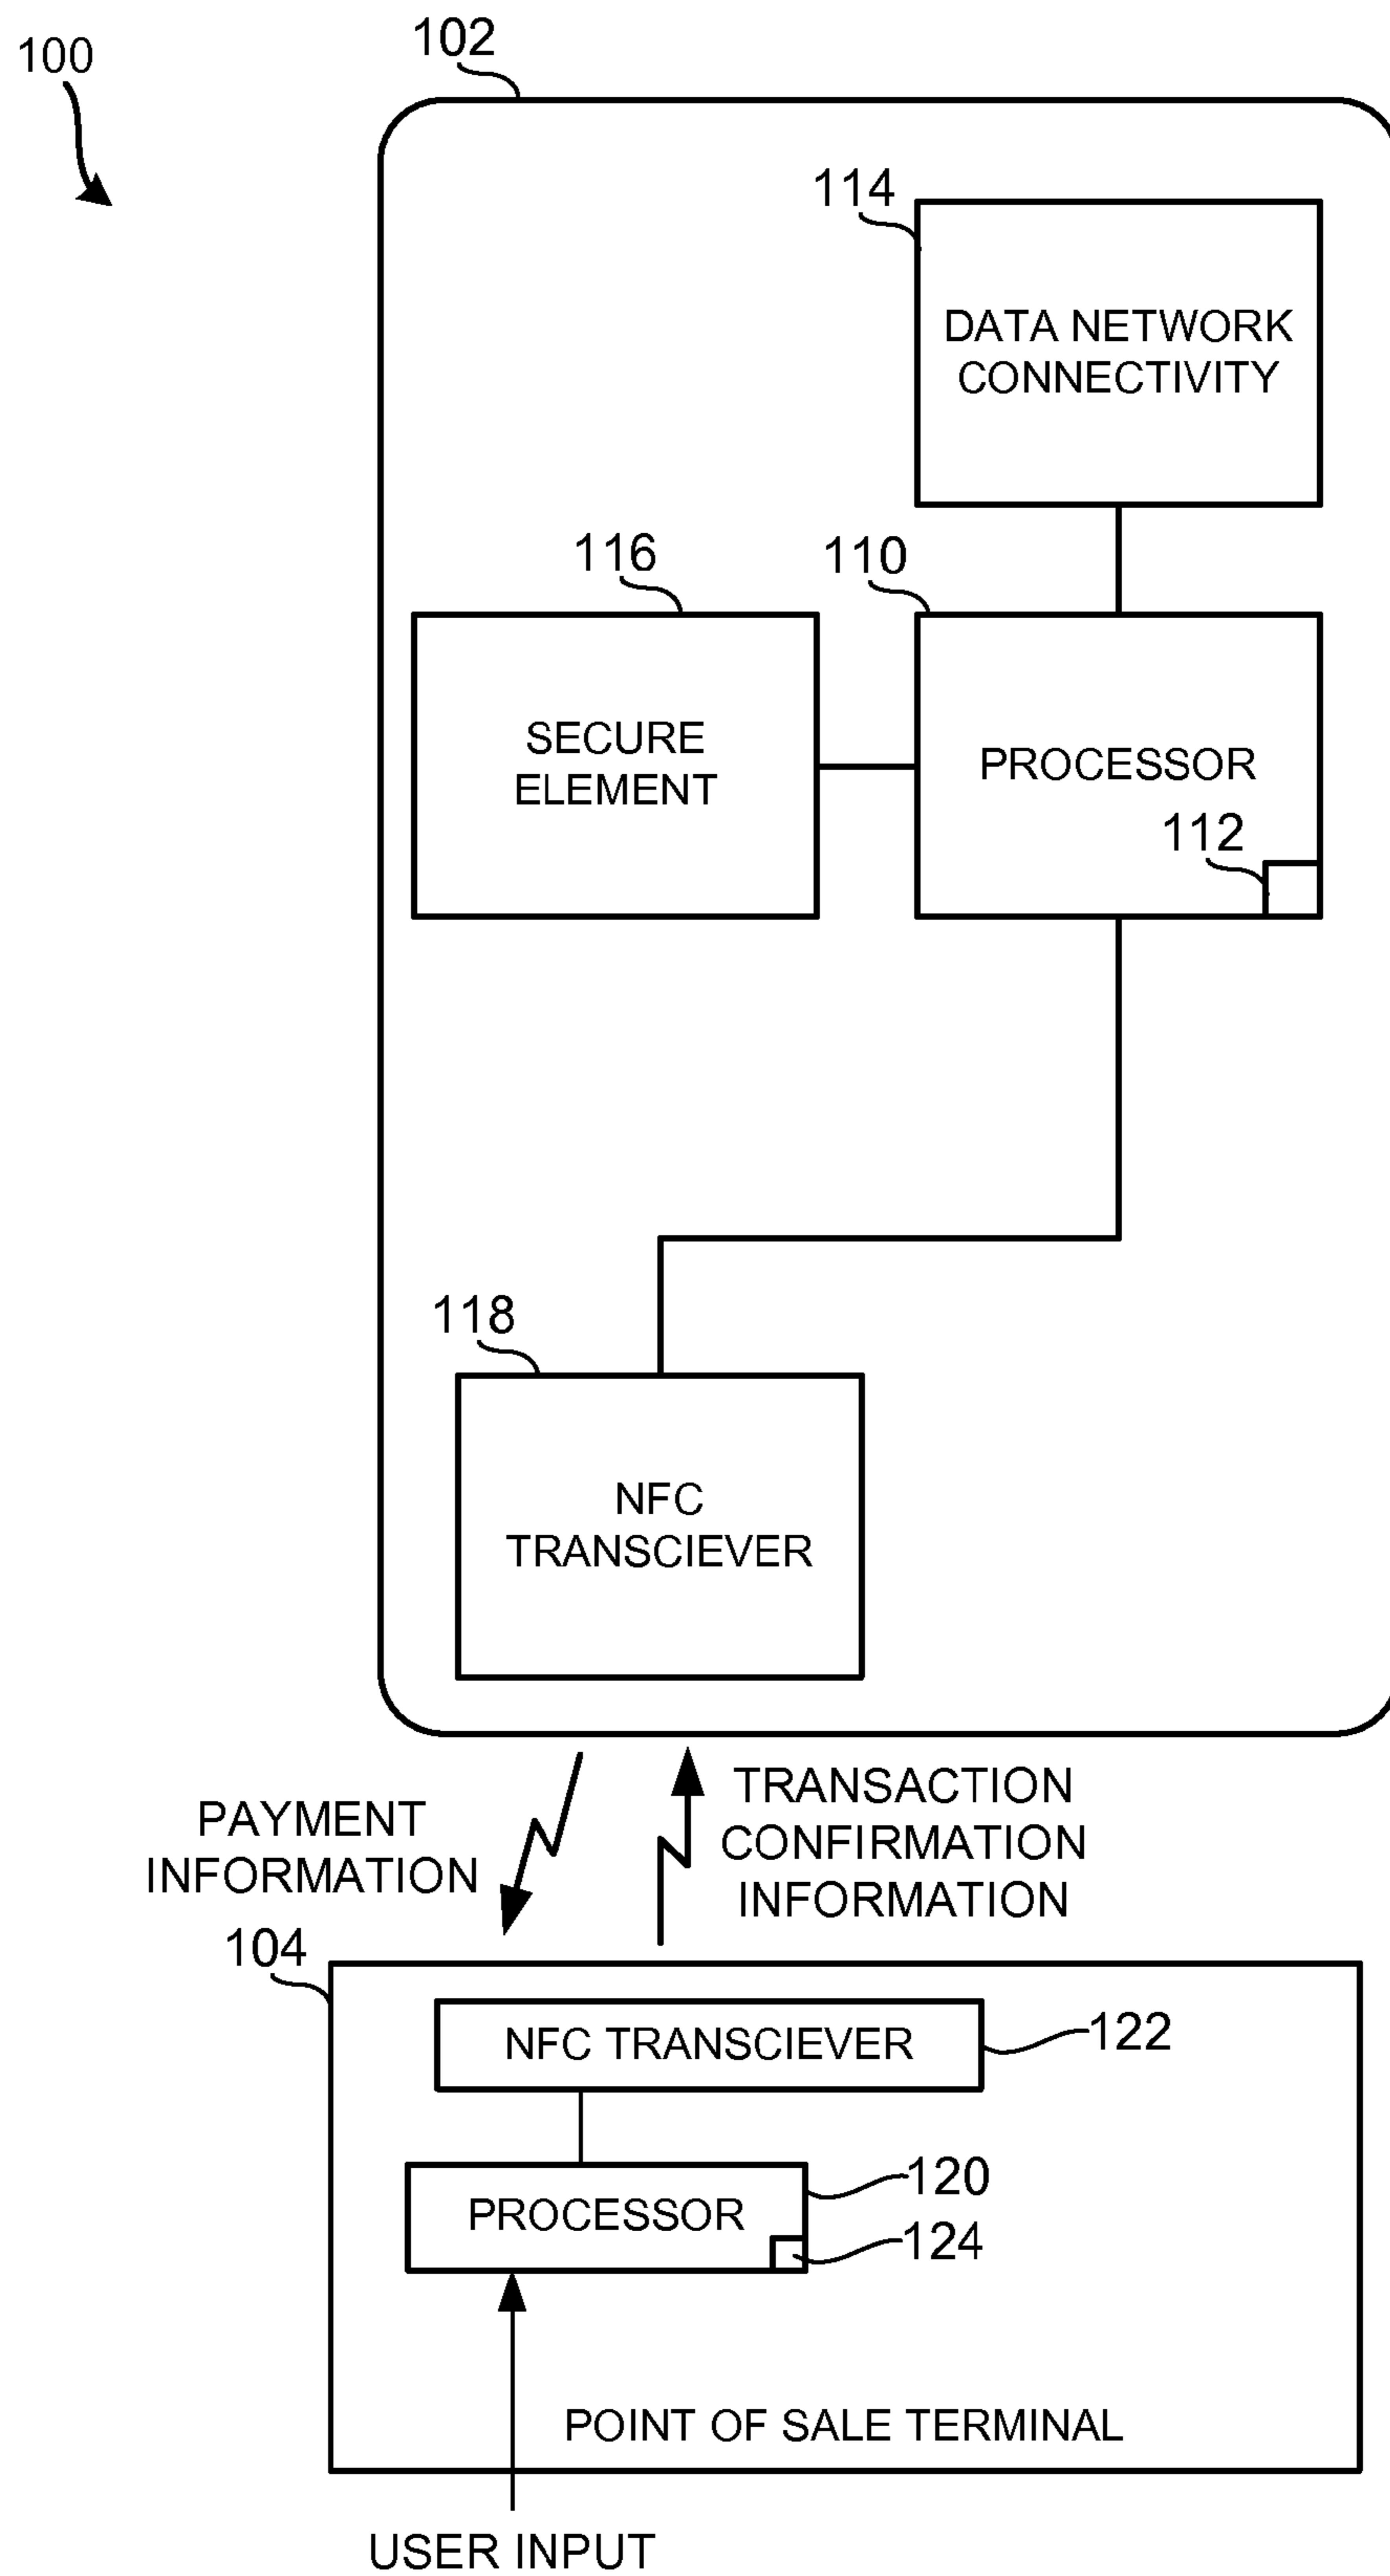 100
102
114
DATA NETWORK
CONNECTIVITY
116
110
SECURE
ELEMENT
PROCESSOR
112
118
NFC
TRANSCIEVER
PAYMENT
INFORMATION
TRANSACTION
CONFIRMATION
INFORMATION
104
NFC TRANSCIEVER
122
PROCESSOR
120
124
POINT OF SALE TERMINAL
USER INPUT